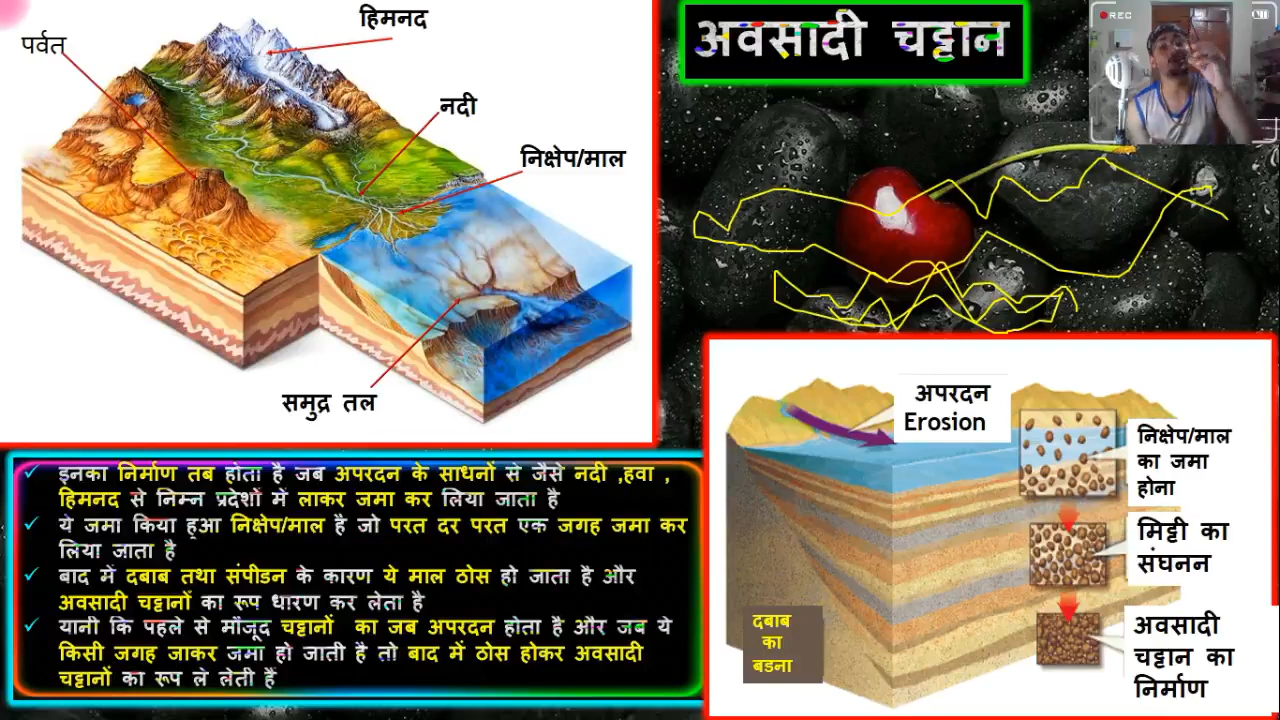 हिमनद
पर्वत
नदी
निक्षेप/माल
समुद्र तल
अवसादी चट्टान
REC
इनका निर्माण तब होता है जब अपरदन के साधनों से जैसे नदी ,हवा ,
हिमनद से निम्न प्रदेशों में लाकर जमा कर लिया जाता है
ये जमा किया हूआ निक्षेप/माल है जो परत दर परत एक जगह जमा कर
लिया जाता है
बाद में दबाव तथा संपीडन के कारण ये माल ठोस हो जाता है और
अवसादी चट्टानों का रूप धारण कर लेता है
यानी कि पहले से मौजूद चट्टानों का जब अपरदन होता है और जब ये
किसी जगह जाकर जमा हो जाती है तो बाद में ठोस होकर अवसादी
चट्टानों का रूप ले लेती हैं
अपरदन
Erosion
निक्षेप/माल
का जमा
होना
मिट्टी का
संघनन
दबाब
का
बडना
अवसादी
चट्टान का
निर्माण